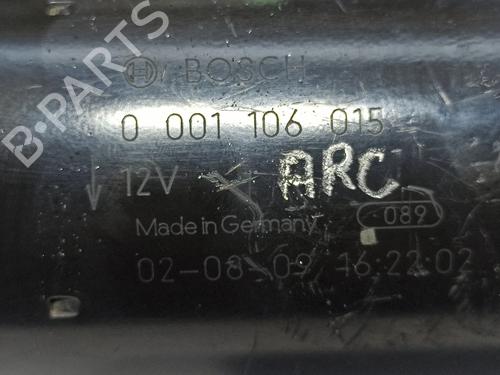 B-PARTS
BOSCH
0 001 106 015
12V
ARC
089
Made in Germany
02-08-09 16:22:02